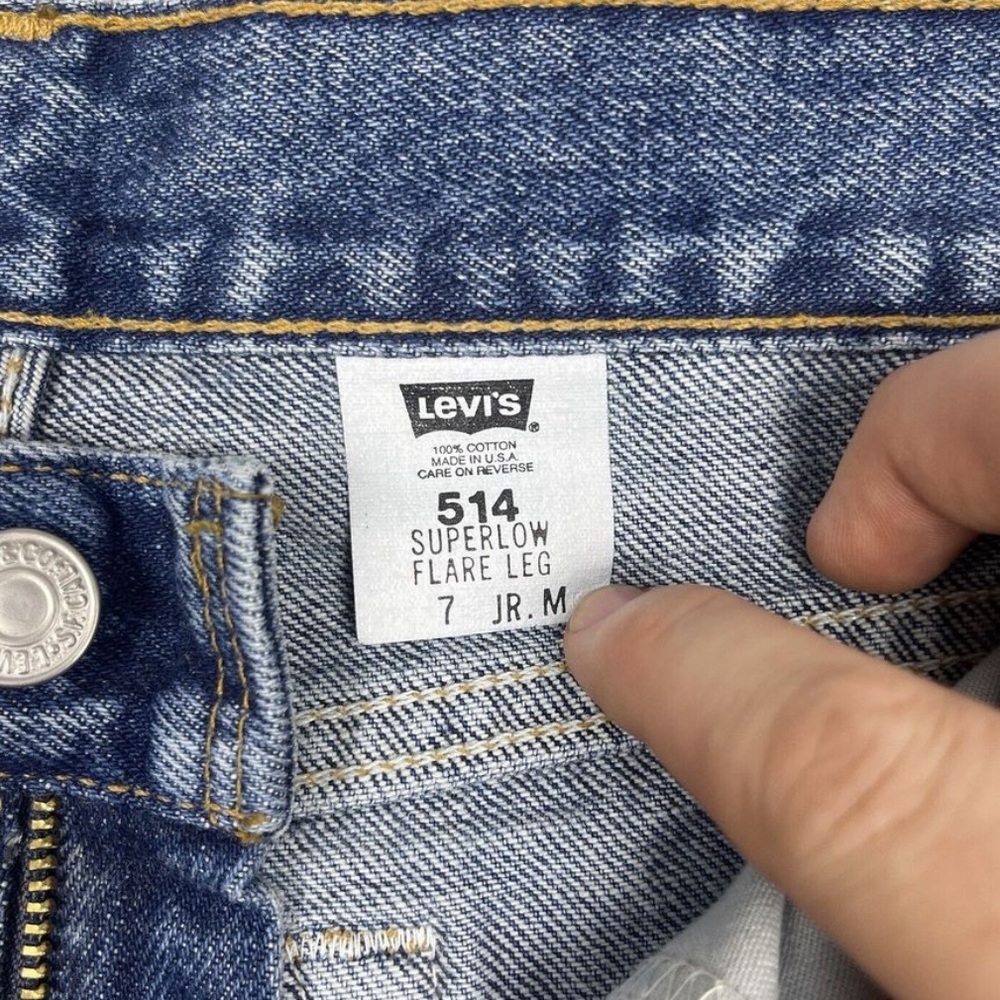 LEVI'S®
100% COTTON
MADE IN U.S.A.
CARE ON REVERSE
514
SUPERLOW
FLARE LEG
7 JR. M